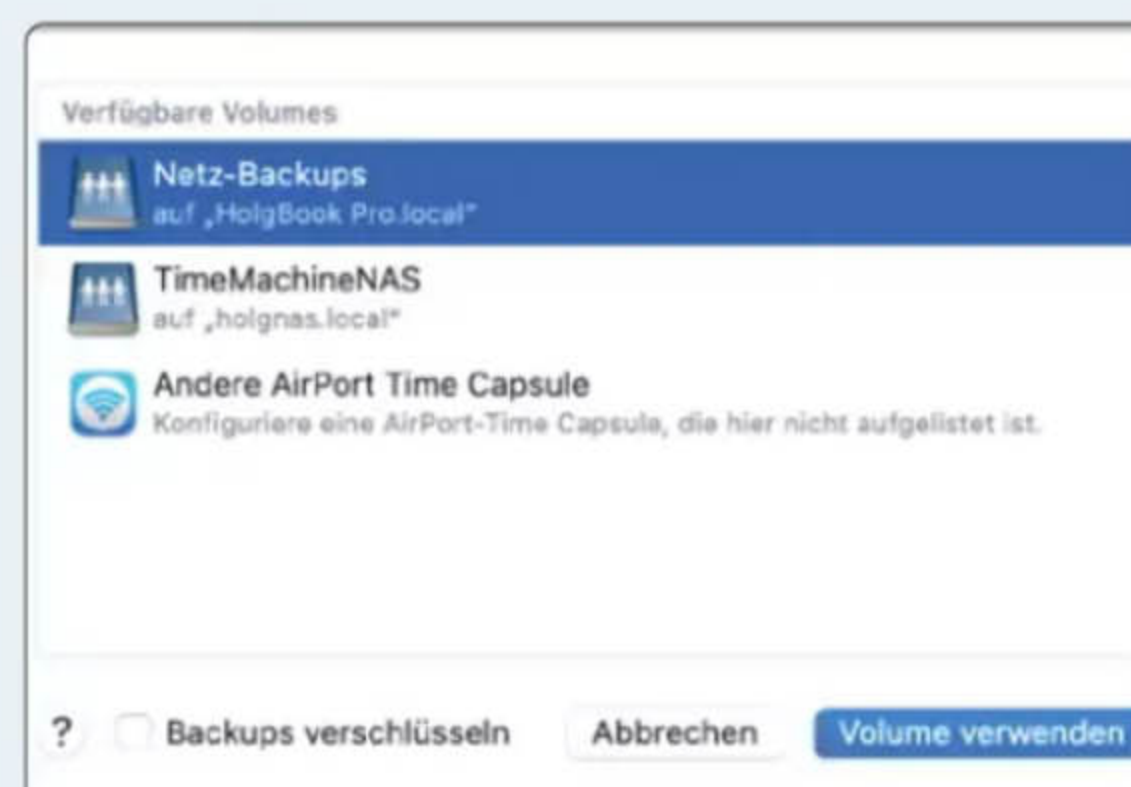 Verfügbare Volumes
Netz-Backups
auf „HolgBook Pro.local“
TimeMachineNAS
auf „holgnas.local“
Andere AirPort Time Capsule
Konfiguriere eine AirPort-Time Capsule, die hier nicht aufgelistet ist.
? Backups verschlüsseln Abbrechen Volume verwenden